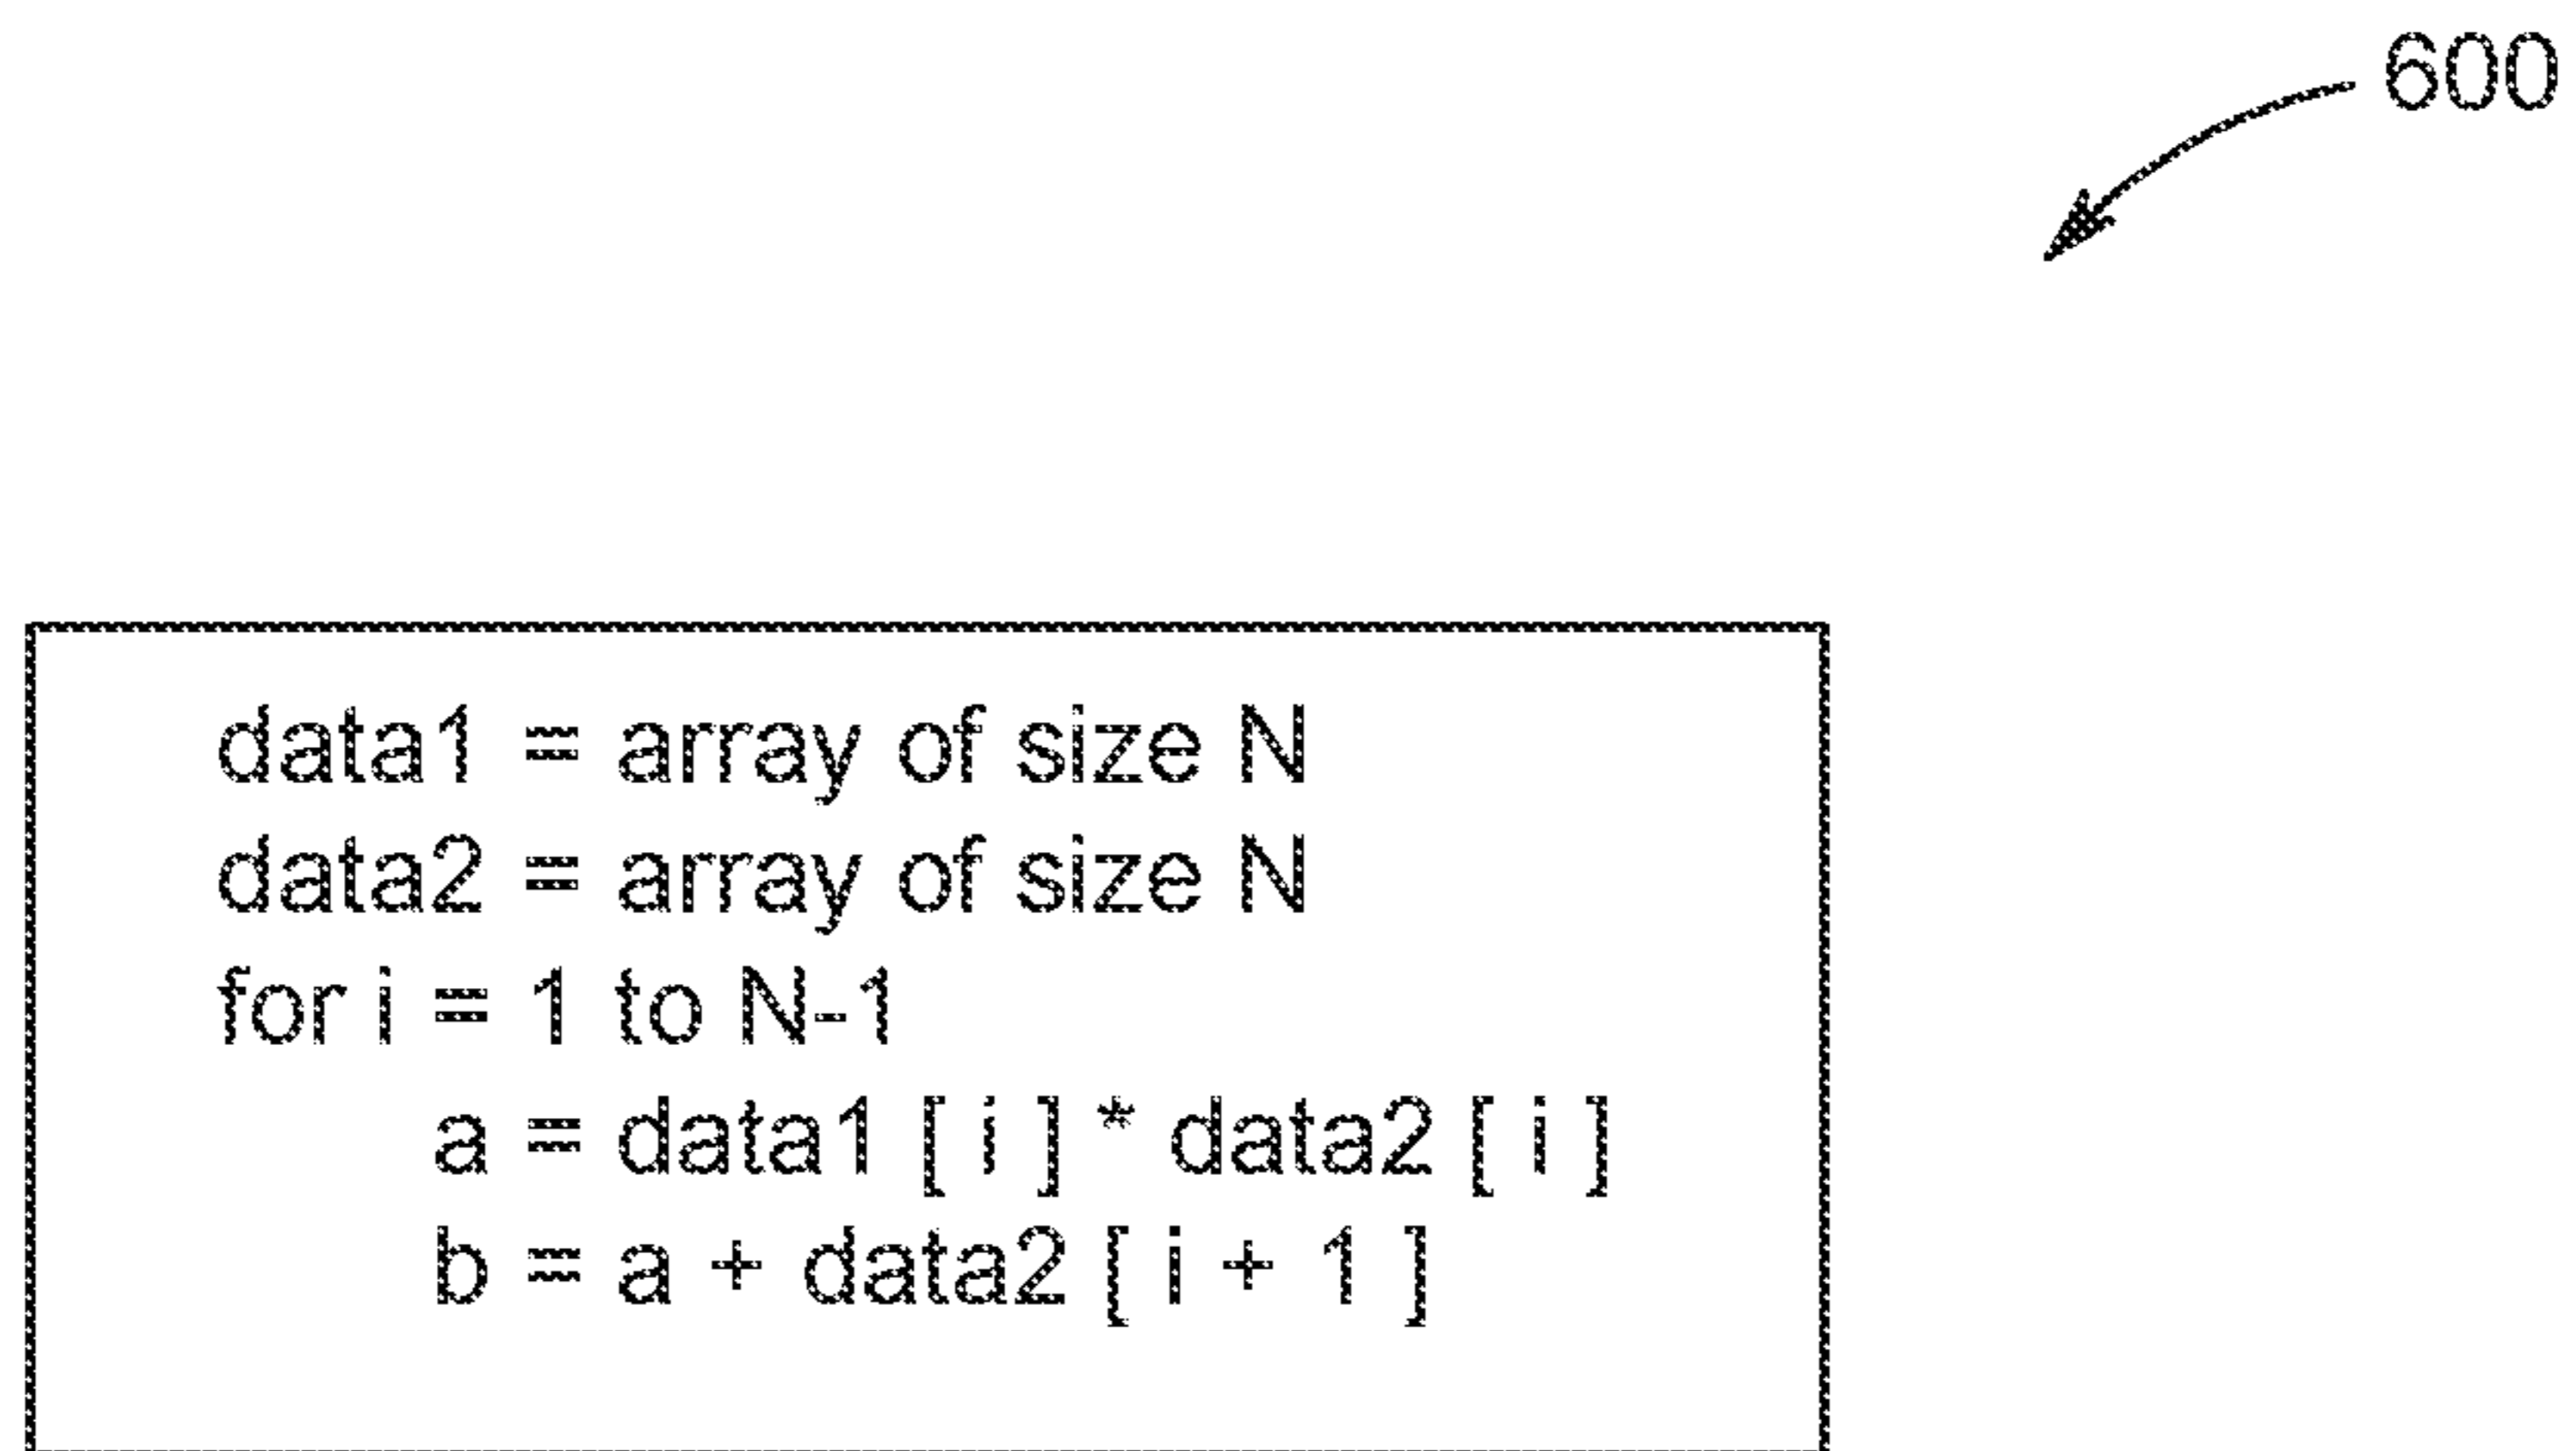 600
data1 = array of size N
data2 = array of size N
for i = 1 to N-1
a = data1 [ i ] * data2 [ i ]
b = a + data2 [ i + 1 ]